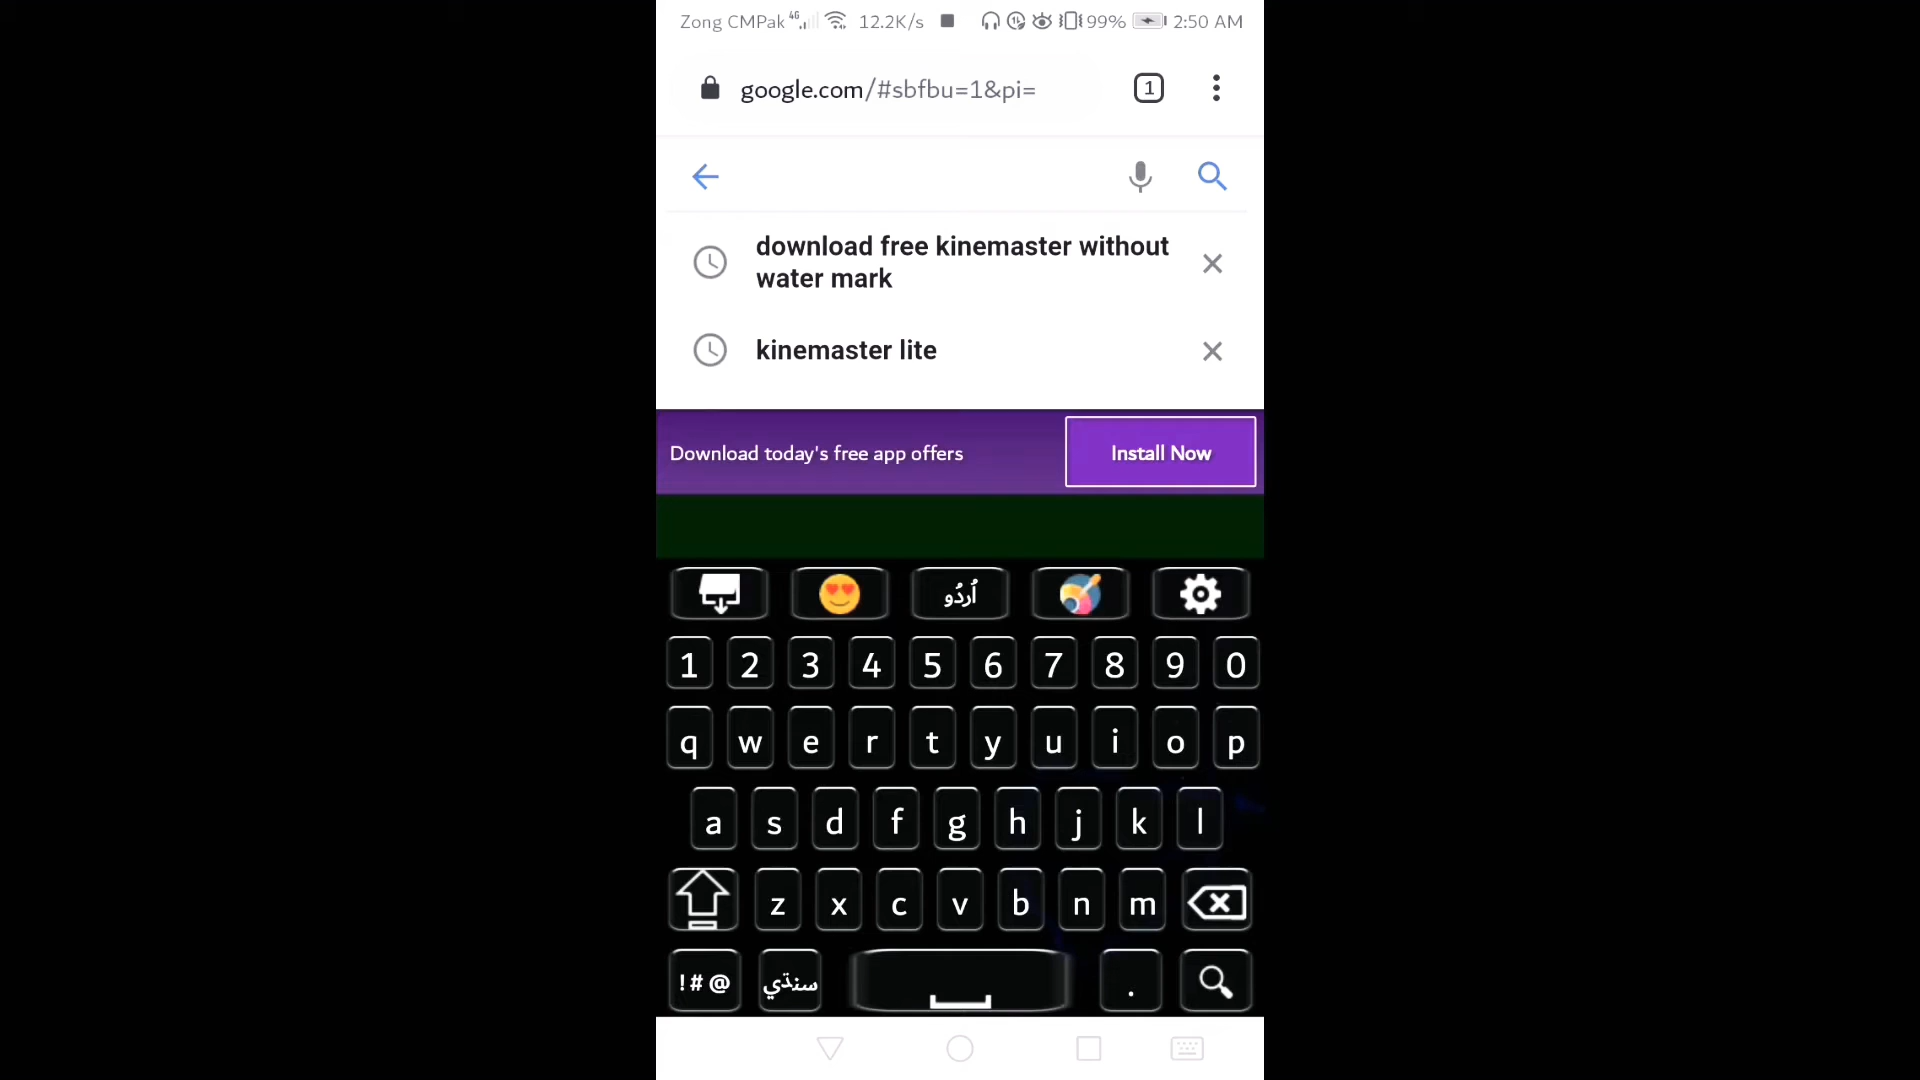 Zong CMPak 4G 12.2K/s 99% 2:50 AM
google.com/#sbfbu=1&pi= 1
download free kinemaster without
water mark
kinemaster lite
Download today's free app offers Install Now
اُردُو
1 2 3 4 5 6 7 8 9 0
q w e r t y u i o p
a s d f g h j k l
z x c v b n m
!#@ سنڌي .